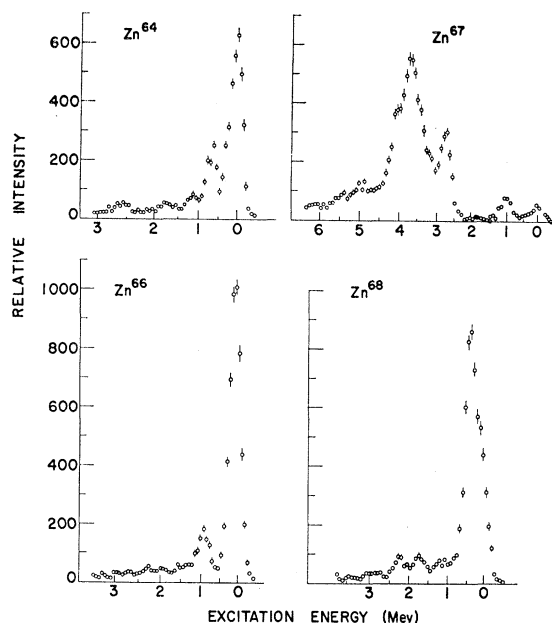 Zn64
Zn67
600
400
200
0
3 2 1 0
6 5 4 3 2 1 0
RELATIVE INTENSITY
Zn66
Zn68
1000
800
600
400
200
0
3 2 1 0
3 2 1 0
EXCITATION ENERGY (Mev)